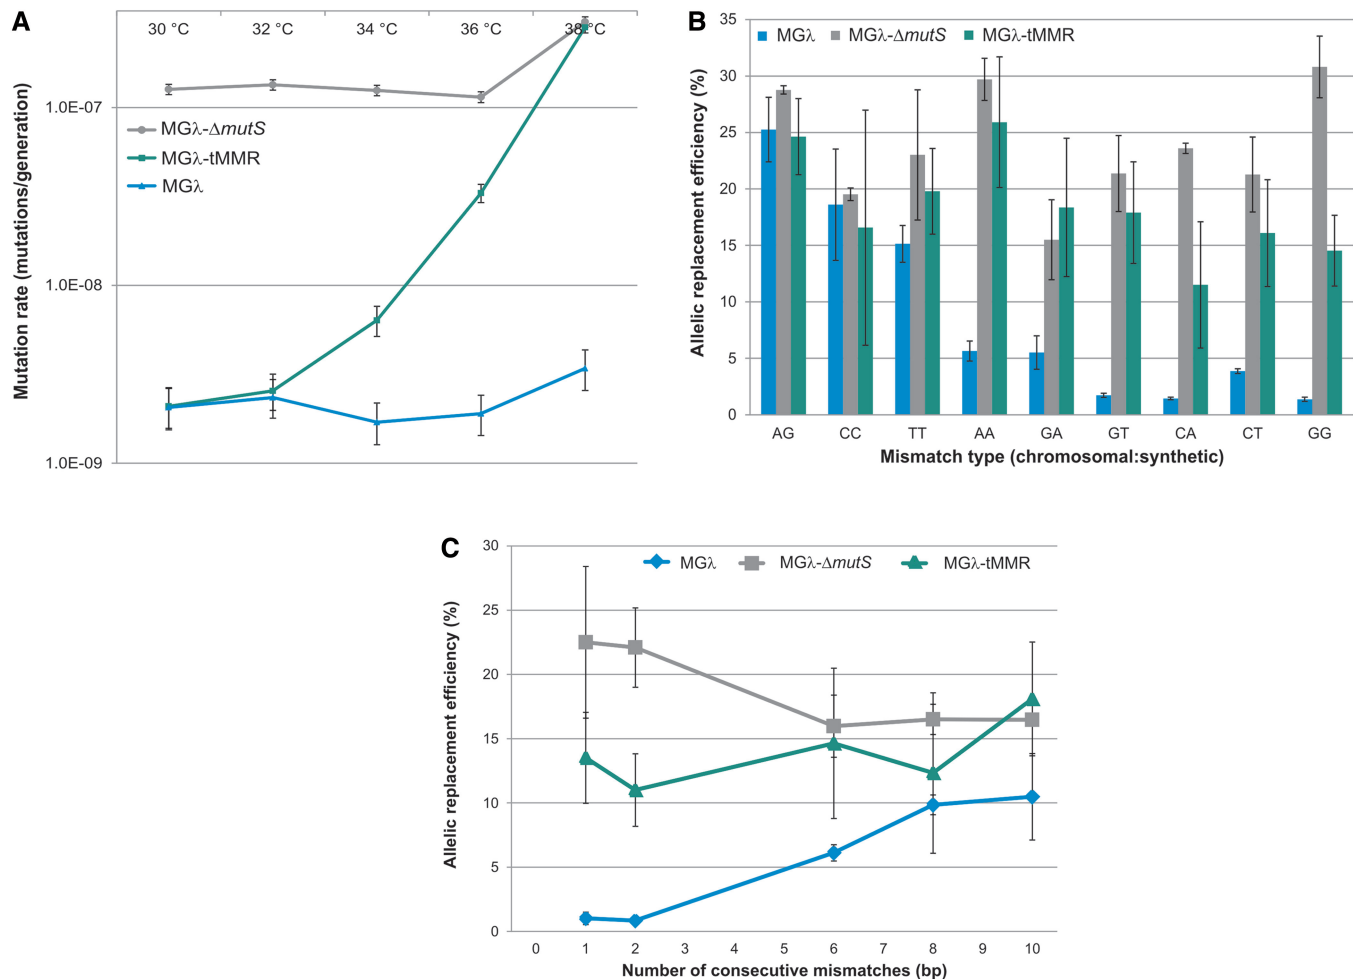 A
30 °C 32 °C 34 °C 36 °C 38 °C
Mutation rate (mutations/generation)
1.0E-07
1.0E-08
1.0E-09
MGλ-ΔmutS
MGλ-tMMR
MGλ
B
MGλ MGλ-ΔmutS MGλ-tMMR
Allelic replacement efficiency (%)
35
30
25
20
15
10
5
0
AG CC TT AA GA GT CA CT GG
Mismatch type (chromosomal:synthetic)
C
MGλ MGλ-ΔmutS MGλ-tMMR
Allelic replacement efficiency (%)
30
25
20
15
10
5
0
0 1 2 3 4 5 6 7 8 9 10
Number of consecutive mismatches (bp)